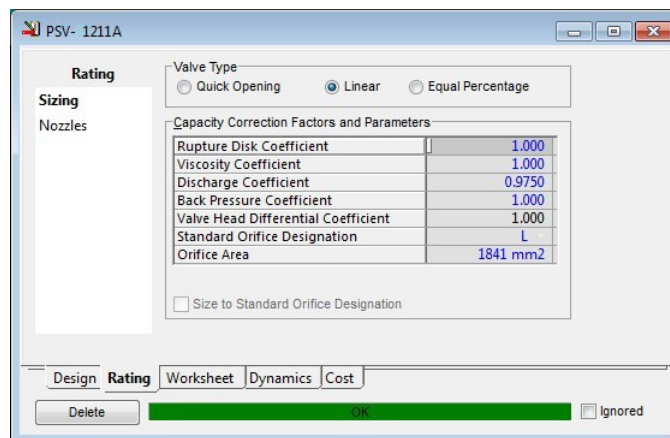 PSV- 1211A
Rating
Sizing
Nozzles
Valve Type
Quick Opening
Linear
Equal Percentage
Capacity Correction Factors and Parameters
Rupture Disk Coefficient 1.000
Viscosity Coefficient 1.000
Discharge Coefficient 0.9750
Back Pressure Coefficient 1.000
Valve Head Differential Coefficient 1.000
Standard Orifice Designation L
Orifice Area 1841 mm2
Size to Standard Orifice Designation
Design Rating Worksheet Dynamics Cost
Delete OK Ignored